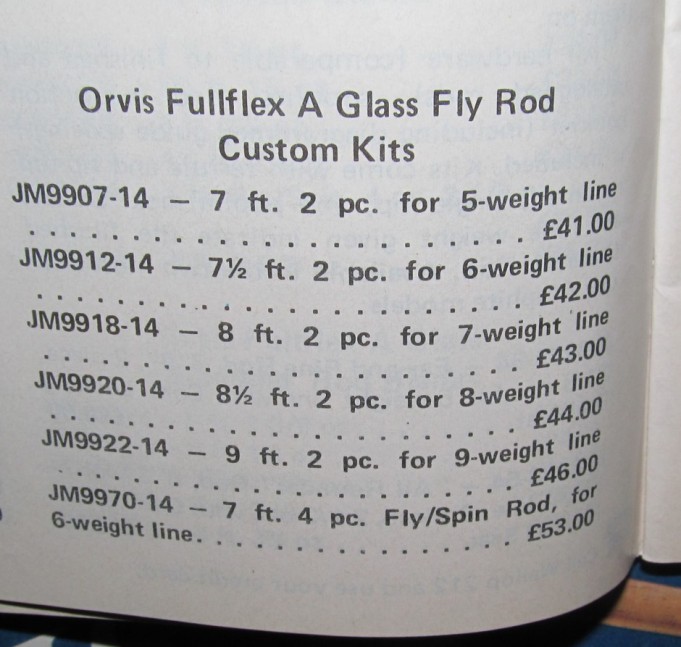 Orvis Fullflex A Glass Fly Rod
Custom Kits
JM9907-14 — 7 ft. 2 pc. for 5-weight line
. . . . . . . . . . . . . . . . . . . . . . £41.00
JM9912-14 — 7½ ft. 2 pc. for 6-weight line
. . . . . . . . . . . . . . . . . . . . . . £42.00
JM9918-14 — 8 ft. 2 pc. for 7-weight line
. . . . . . . . . . . . . . . . . . . . . . £43.00
JM9920-14 — 8½ ft. 2 pc. for 8-weight line
. . . . . . . . . . . . . . . . . . . . . . £44.00
JM9922-14 — 9 ft. 2 pc. for 9-weight line
. . . . . . . . . . . . . . . . . . . . . . £46.00
JM9970-14 — 7 ft. 4 pc. Fly/Spin Rod, for
6-weight line. . . . . . . . . . . . . . . . £53.00